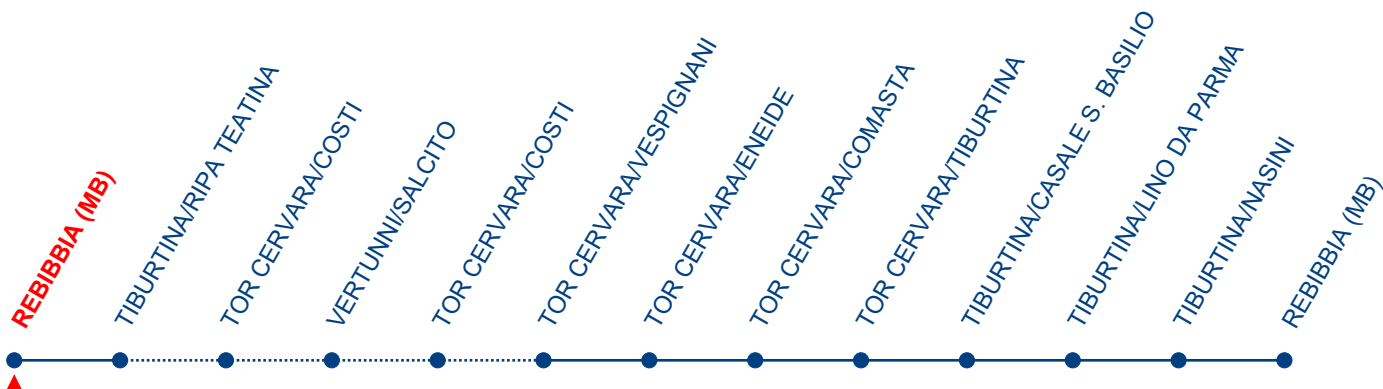 REBIBBIA (MB)
TIBURTINA/RIPA TEATINA
TOR CERVARA/COSTI
VERTUNNI/SALCITO
TOR CERVARA/COSTI
TOR CERVARA/VESPIGNANI
TOR CERVARA/ENEIDE
TOR CERVARA/COMASTA
TOR CERVARA/TIBURTINA
TIBURTINA/CASALE S. BASILIO
TIBURTINA/LINO DA PARMA
TIBURTINA/NASINI
REBIBBIA (MB)